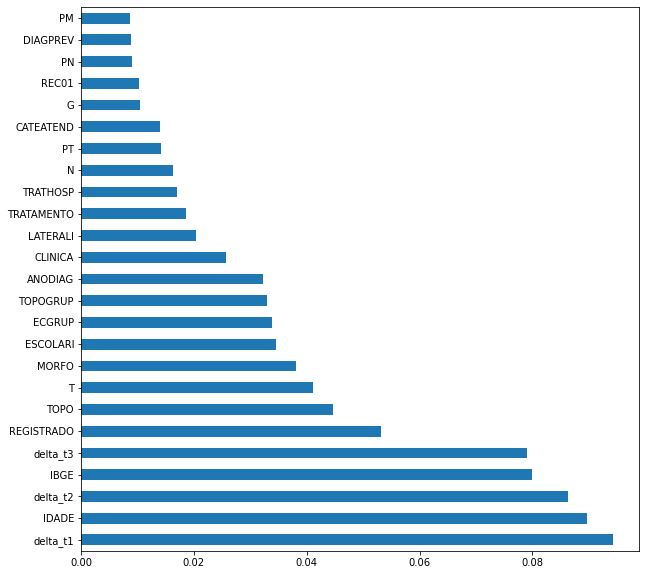 PM
DIAGPREV
PN
REC01
G
CATEATEND
PT
N
TRATHOSP
TRATAMENTO
LATERALI
CLINICA
ANODIAG
TOPOGRUP
ECGRUP
ESCOLARI
MORFO
T
TOPO
REGISTRADO
delta_t3
IBGE
delta_t2
IDADE
delta_t1
0.00 0.02 0.04 0.06 0.08